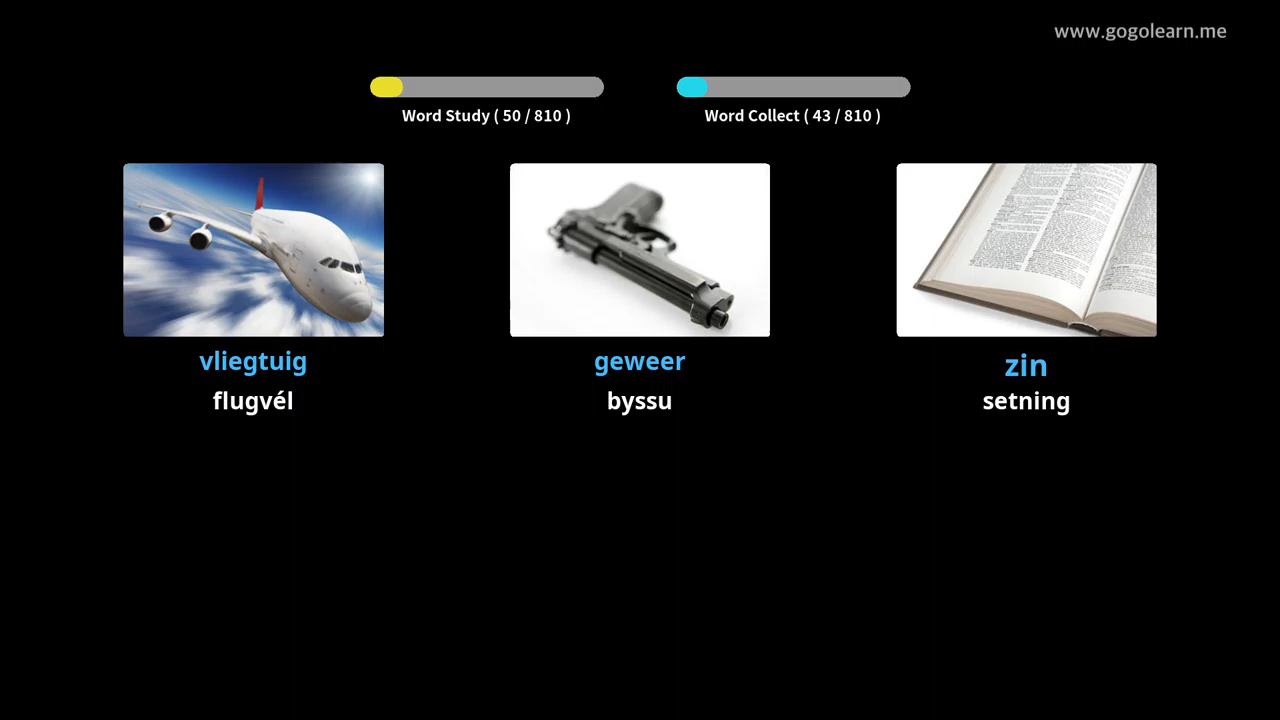 www.gogolearn.me
Word Study ( 50 / 810 )
Word Collect ( 43 / 810 )
vliegtuig
flugvél
geweer
byssu
zin
setning